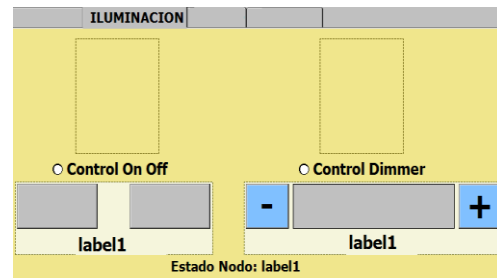 ILUMINACION
Control On Off
Control Dimmer
- +
label1
label1
Estado Nodo: label1